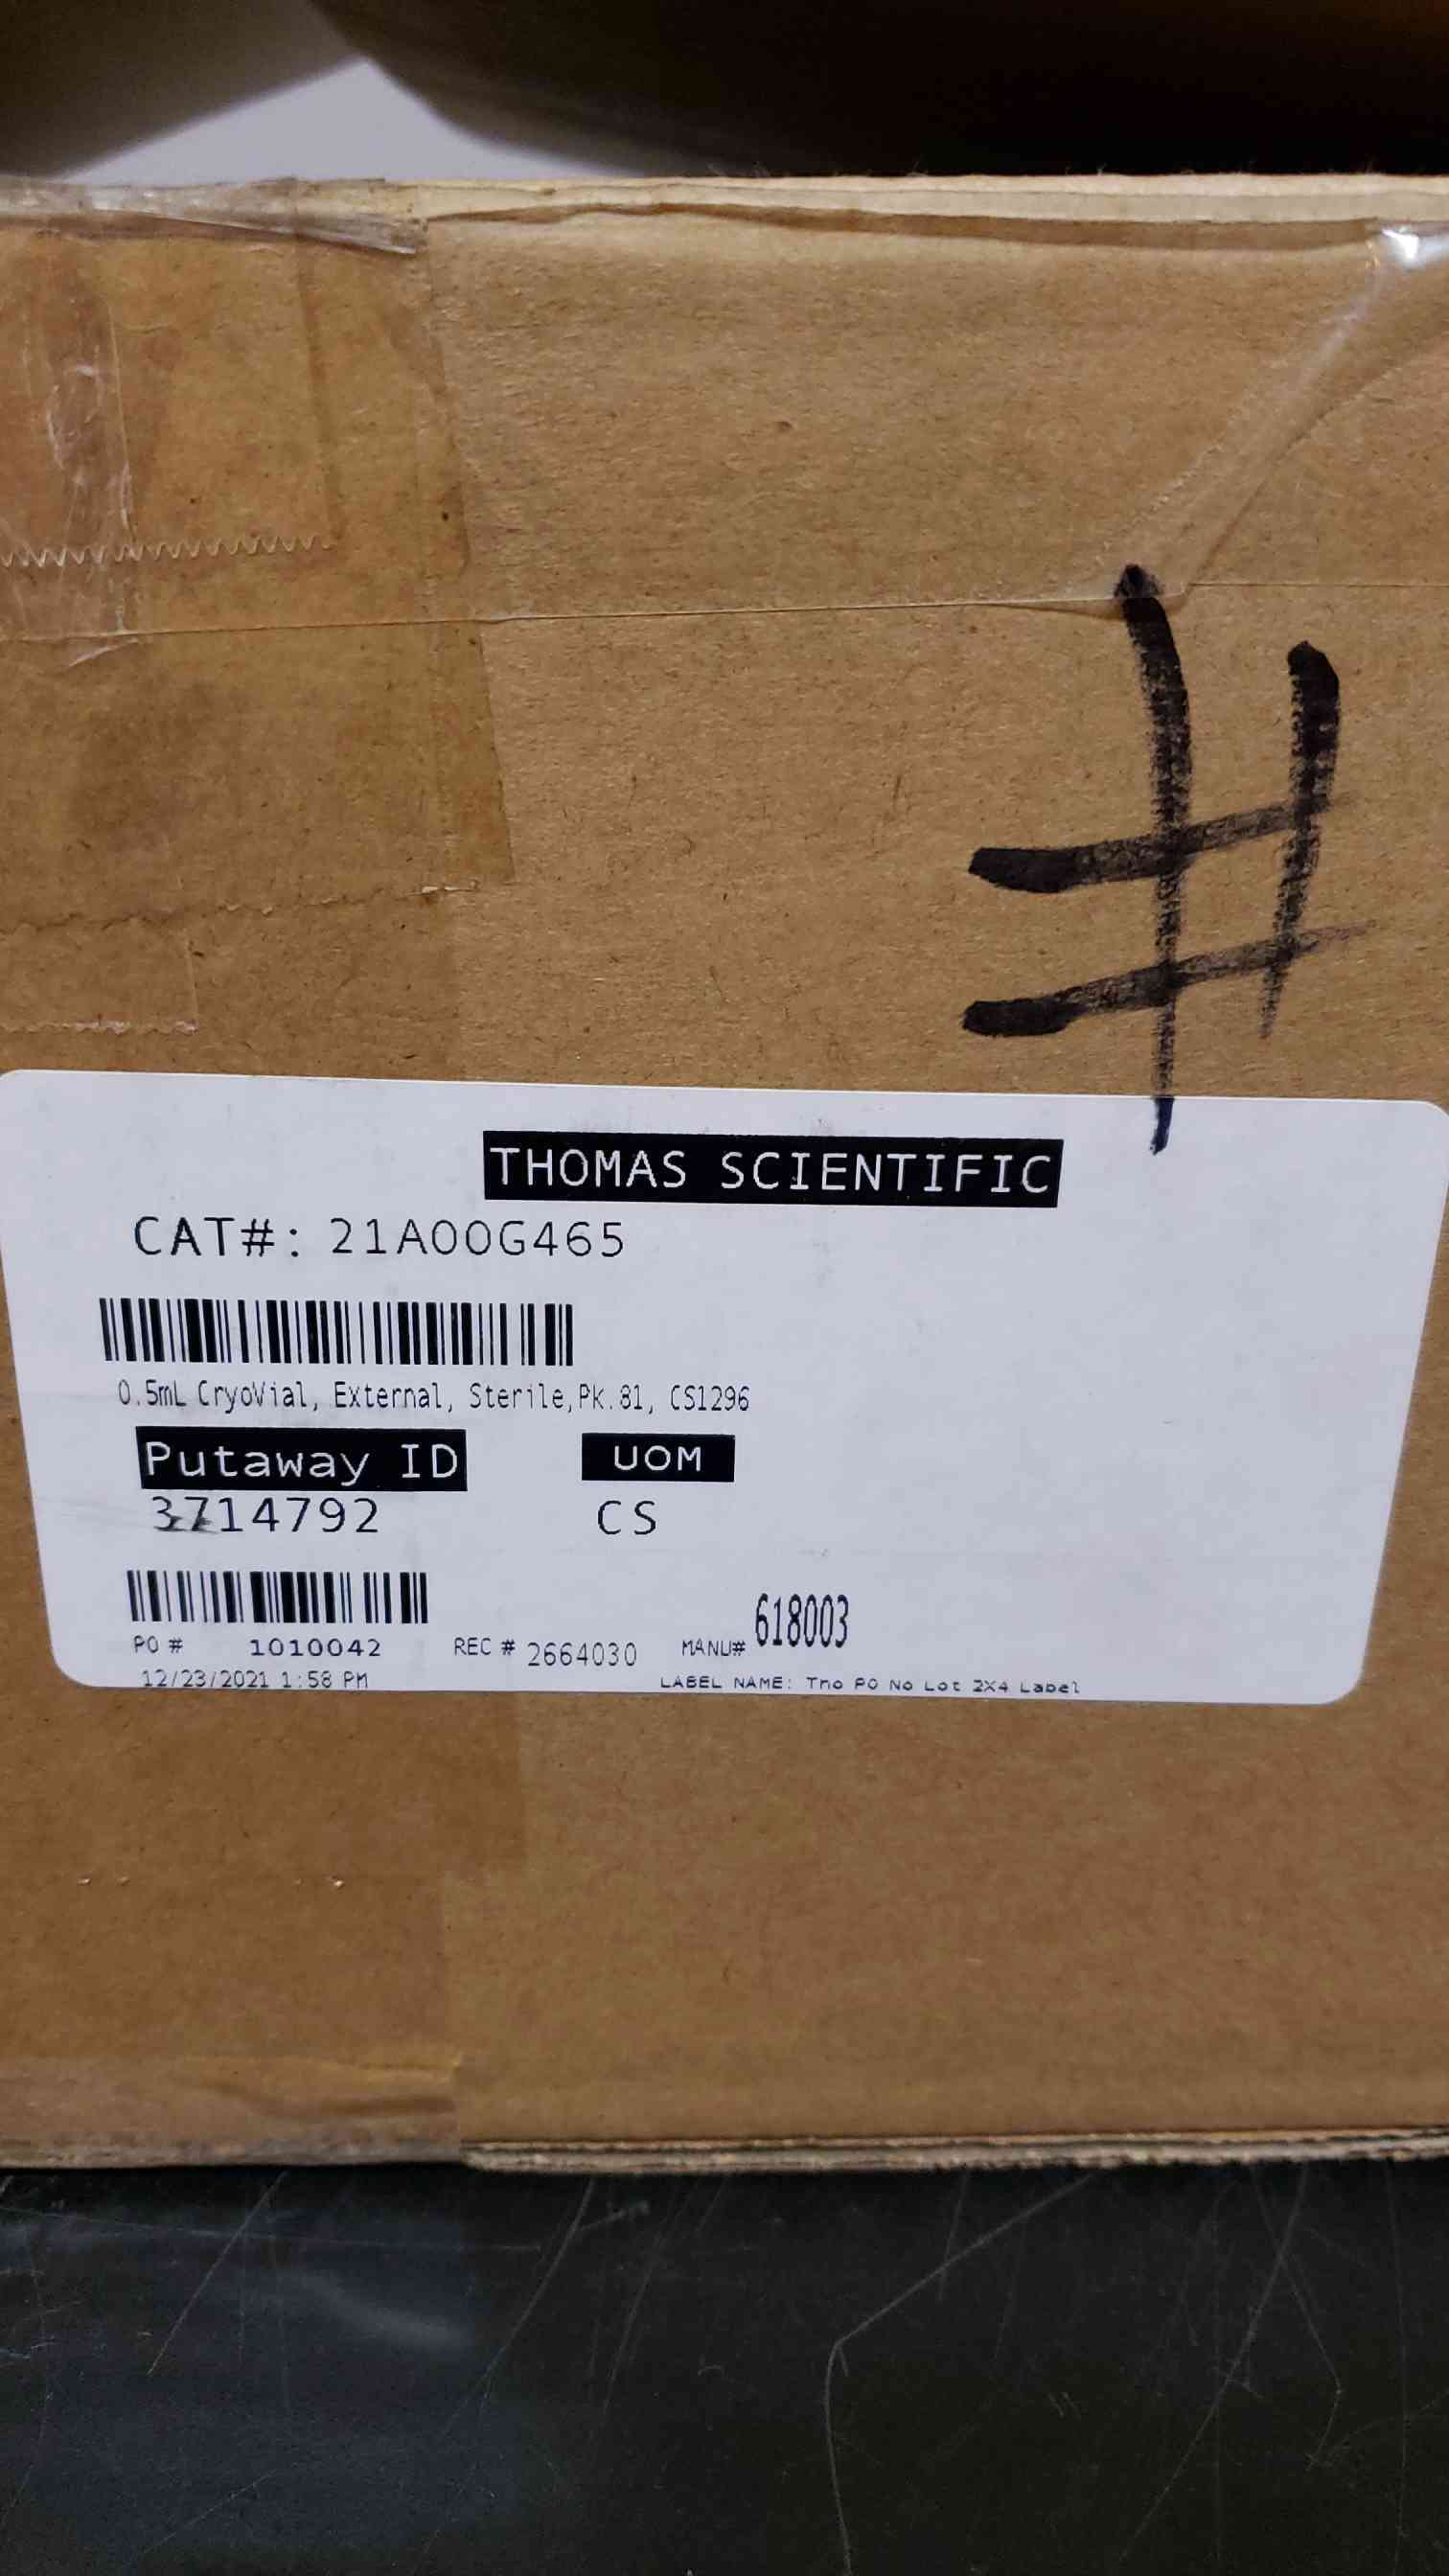 #
THOMAS SCIENTIFIC
CAT#: 21A00G465
0.5mL CryoVial, External, Sterile,Pk.81, CS1296
Putaway ID UOM
3714792 CS
PO # 1010042 REC # 2664030 MANU# 618003
12/23/2021 1:58 PM LABEL NAME: Tho PO No Lot 2X4 Label